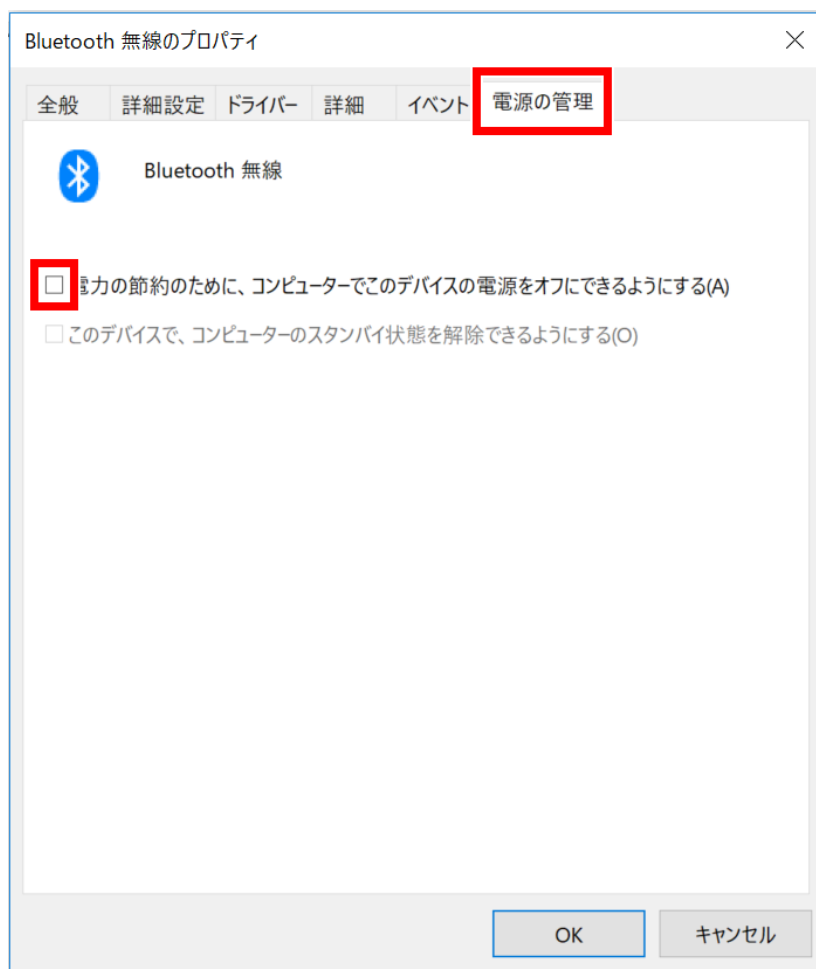 Bluetooth 無線のプロパティ
全般 詳細設定 ドライバー 詳細 イベント 電源の管理
Bluetooth 無線
電力の節約のために、コンピューターでこのデバイスの電源をオフにできるようにする(A)
このデバイスで、コンピューターのスタンバイ状態を解除できるようにする(O)
OK キャンセル